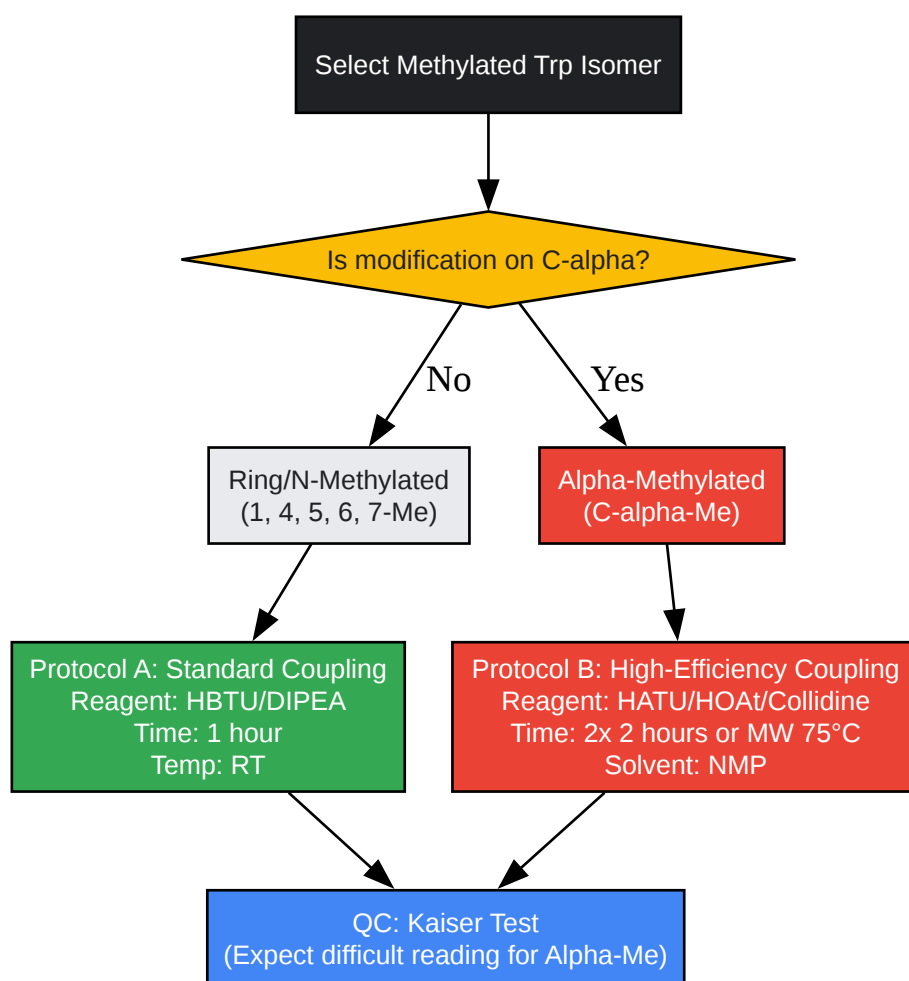 Select Methylated Trp Isomer
Is modification on C-alpha?
No
Yes
Ring/N-Methylated
(1, 4, 5, 6, 7-Me)
Alpha-Methylated
(C-alpha-Me)
Protocol A: Standard Coupling
Reagent: HBTU/DIPEA
Time: 1 hour
Temp: RT
Protocol B: High-Efficiency Coupling
Reagent: HATU/HOAt/Collidine
Time: 2x 2 hours or MW 75°C
Solvent: NMP
QC: Kaiser Test
(Expect difficult reading for Alpha-Me)